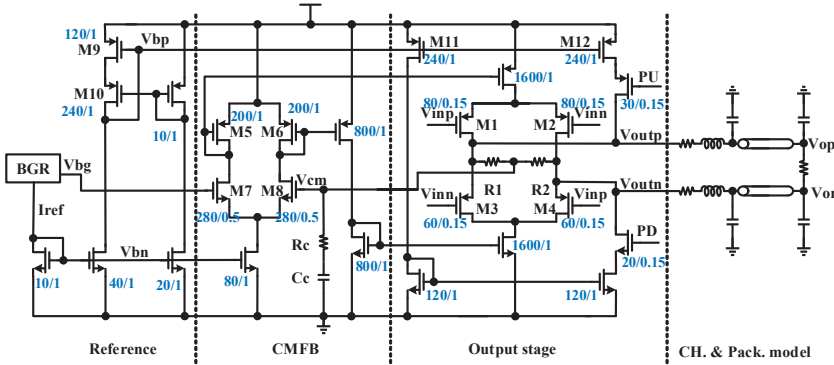 120/1
Vbp
M9
M10
240/1
10/1
BGR
Vbg
Iref
Vbn
10/1
40/1
20/1
Reference
200/1
200/1
M5
M6
800/1
M7
M8
Vcm
280/0.5
280/0.5
Rc
Cc
80/1
800/1
CMFB
M11
240/1
M12
240/1
1600/1
PU
30/0.15
80/0.15
80/0.15
Vinp
Vinn
M1
M2
Voutp
R1
R2
Vinn
Vinp
M3
M4
60/0.15
60/0.15
Voutn
PD
20/0.15
1600/1
120/1
120/1
Output stage
Vop
Von
CH. & Pack. model